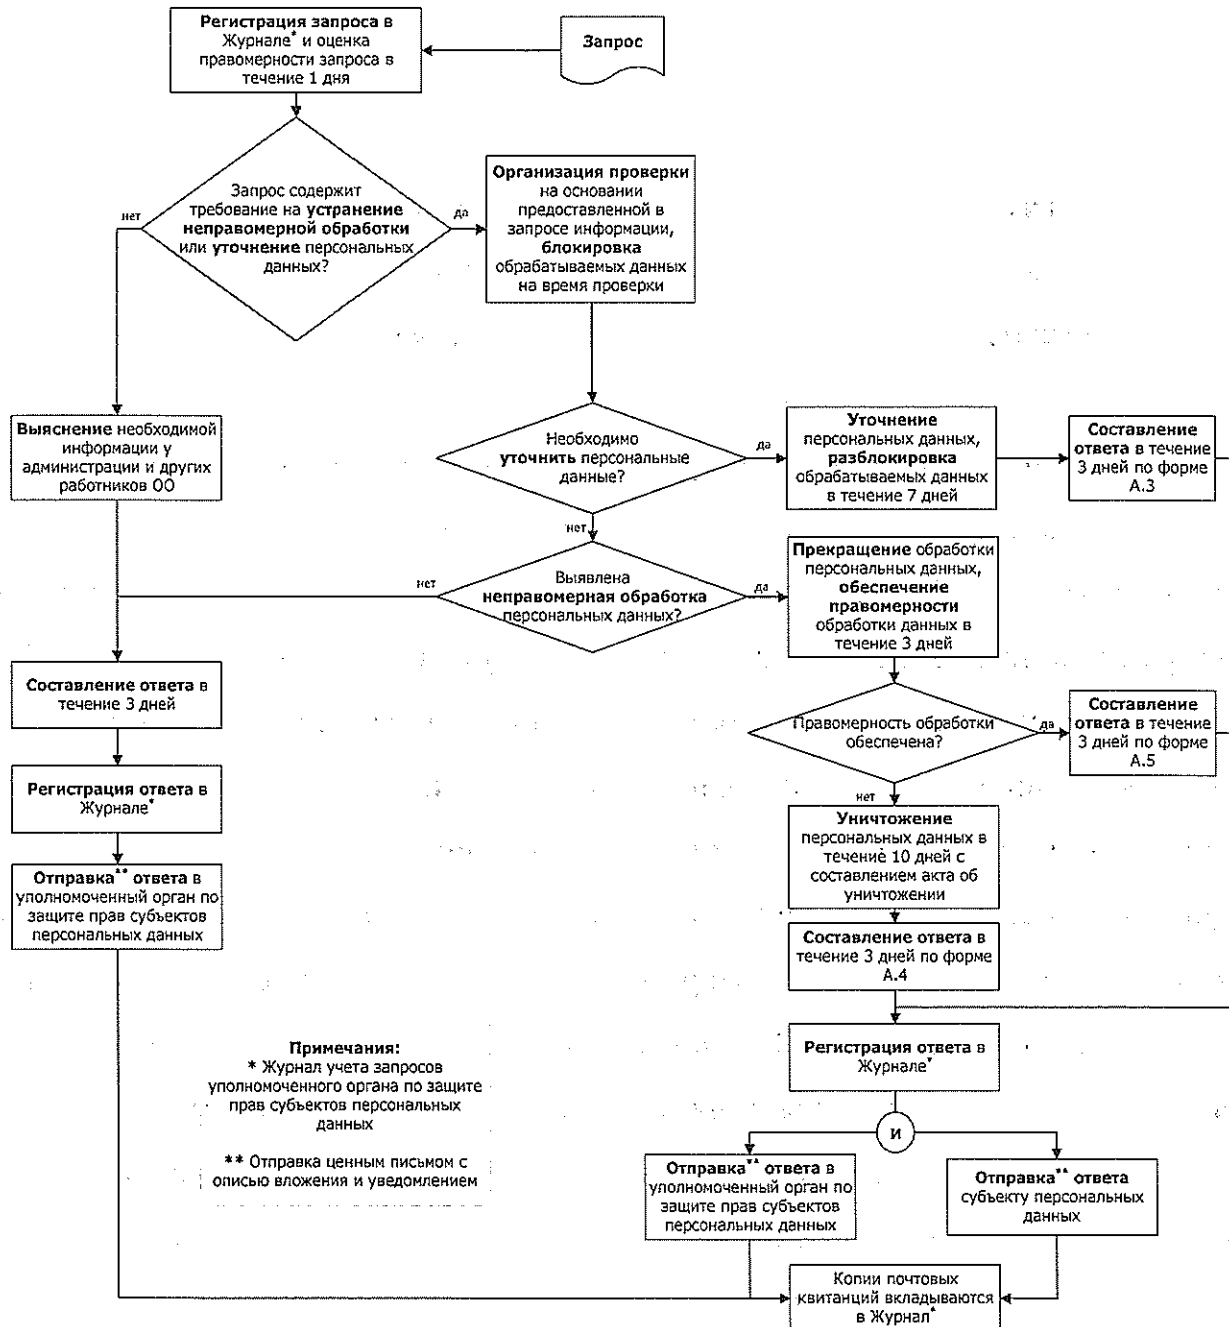 Регистрация запроса в
Журнале* и оценка
правомерности запроса в
течение 1 дня
Запрос
Запрос содержит
требование на устранение
неправомерной обработки
или уточнение персональных
данных?
нет
да
Организация проверки
на основании
предоставленной в
запросе информации,
блокировка
обрабатываемых данных
на время проверки
Выяснение необходимой
информации у
администрации и других
работников ОО
Необходимо
уточнить персональные
данные?
да
Уточнение
персональных данных,
разблокировка
обрабатываемых данных
в течение 7 дней
Составление
ответа в течение
3 дней по форме
А.3
нет
Выявлена
неправомерная обработка
персональных данных?
нет
да
Прекращение обработки
персональных данных,
обеспечение
правомерности
обработки данных в
течение 3 дней
Составление ответа в
течение 3 дней
Правомерность обработки
обеспечена?
да
Составление
ответа в течение
3 дней по форме
А.5
нет
Регистрация ответа в
Журнале*
Уничтожение
персональных данных в
течение 10 дней с
составлением акта об
уничтожении
Отправка** ответа в
уполномоченный орган по
защите прав субъектов
персональных данных
Составление ответа в
течение 3 дней по форме
А.4
Регистрация ответа в
Журнале*
Примечания:
* Журнал учета запросов
уполномоченного органа по защите
прав субъектов персональных
данных
** Отправка ценным письмом с
описью вложения и уведомлением
и
Отправка** ответа в
уполномоченный орган по
защите прав субъектов
персональных данных
Отправка** ответа
субъекту персональных
данных
Копии почтовых
квитанций вкладываются
в Журнал*